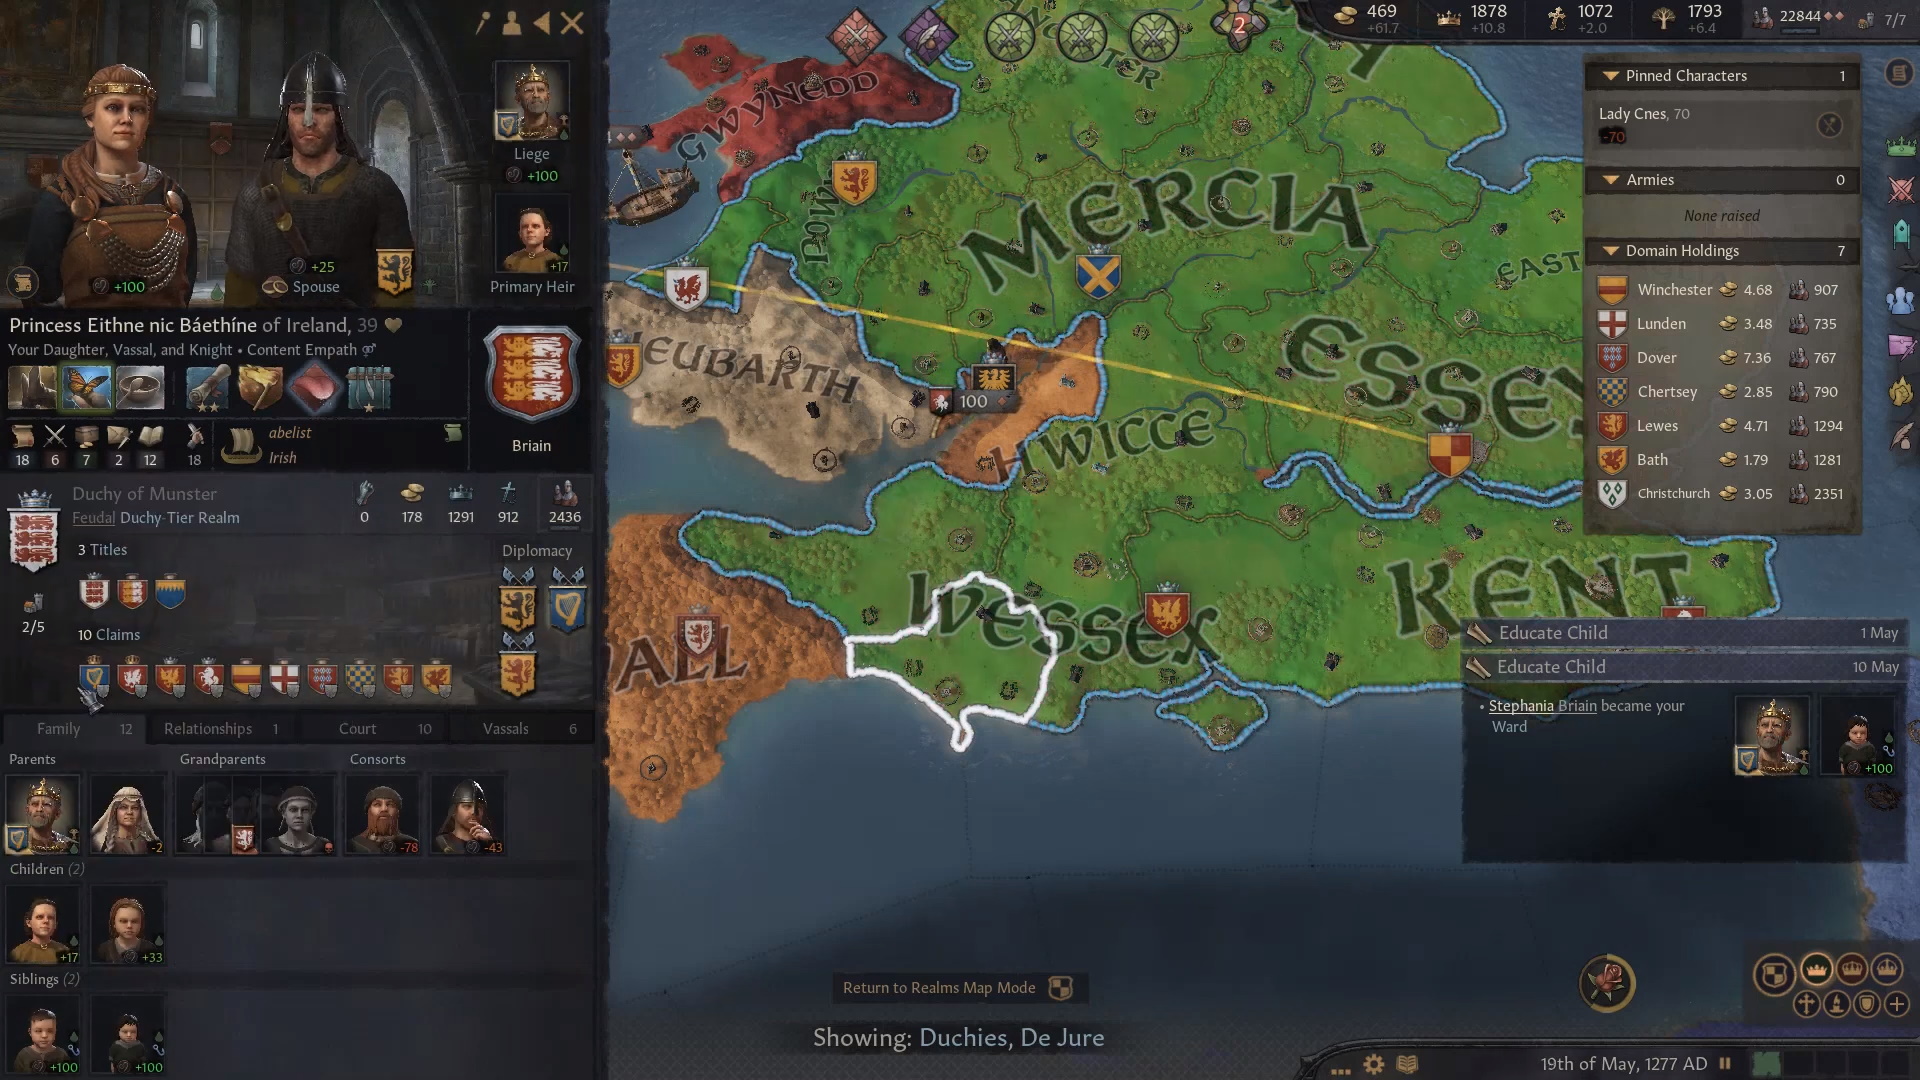 469
+61.7
1878
+10.8
1072
+2.0
1793
+6.4
22844
7/7
2
Liege
+100
+17
Primary Heir
+100
+25
Spouse
Princess Eithne nic Báethíne of Ireland, 39
Your Daughter, Vassal, and Knight • Content Empath
18 6 7 2 12 18
abelist
Irish
Briain
Duchy of Munster
Feudal Duchy-Tier Realm
0 178 1291 912 2436
3 Titles
Diplomacy
2/5
10 Claims
Family 12
Relationships 1
Court 10
Vassals 6
Parents
Grandparents
Consorts
-2
-78
-43
Children (2)
+17
+33
Siblings (2)
+100
+100
GWYNEDD
POWYS
MERCIA
EAST
ESSEX
HWICCE
100
WESSEX
KENT
Pinned Characters 1
Lady Cnes, 70
-70
Armies 0
None raised
Domain Holdings 7
Winchester 4.68 907
Lunden 3.48 735
Dover 7.36 767
Chertsey 2.85 790
Lewes 4.71 1294
Bath 1.79 1281
Christchurch 3.05 2351
Educate Child 1 May
Educate Child 10 May
• Stephania Briain became your
Ward
+100
Return to Realms Map Mode
Showing: Duchies, De Jure
19th of May, 1277 AD